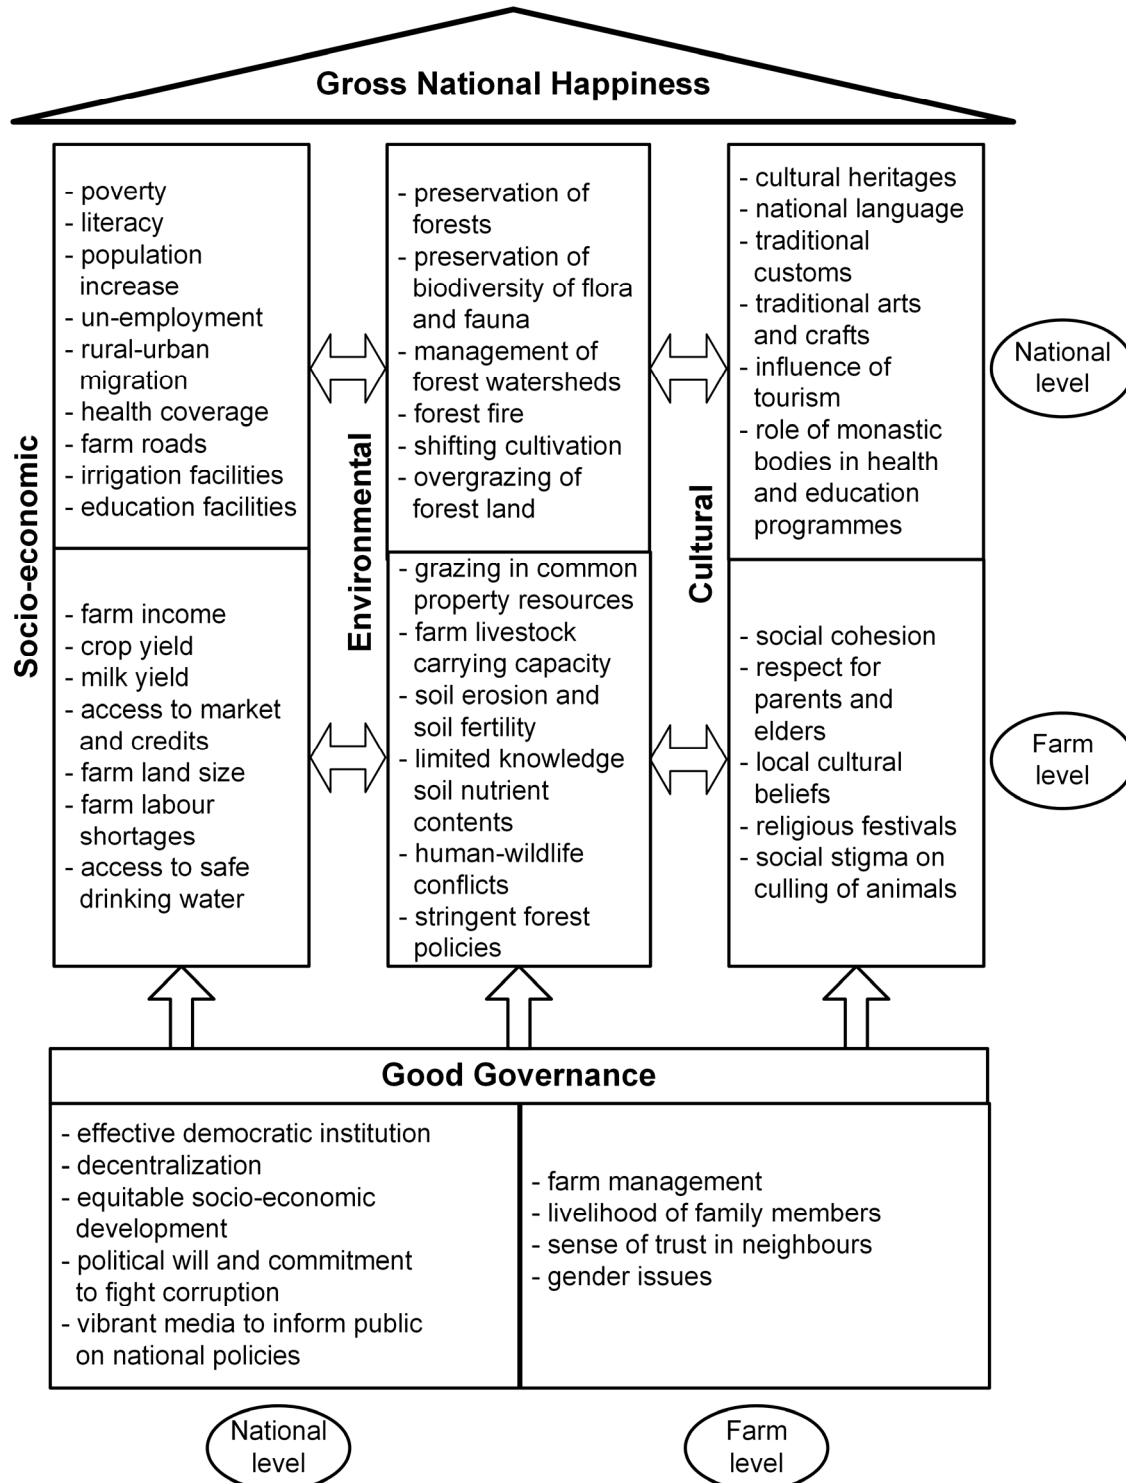 Gross National Happiness
Socio-economic
- poverty
- literacy
- population
increase
- un-employment
- rural-urban
migration
- health coverage
- farm roads
- irrigation facilities
- education facilities
- farm income
- crop yield
- milk yield
- access to market
and credits
- farm land size
- farm labour
shortages
- access to safe
drinking water
Environmental
- preservation of
forests
- preservation of
biodiversity of flora
and fauna
- management of
forest watersheds
- forest fire
- shifting cultivation
- overgrazing of
forest land
- grazing in common
property resources
- farm livestock
carrying capacity
- soil erosion and
soil fertility
- limited knowledge
soil nutrient
contents
- human-wildlife
conflicts
- stringent forest
policies
Cultural
- cultural heritages
- national language
- traditional
customs
- traditional arts
and crafts
- influence of
tourism
- role of monastic
bodies in health
and education
programmes
- social cohesion
- respect for
parents and
elders
- local cultural
beliefs
- religious festivals
- social stigma on
culling of animals
National
level
Farm
level
Good Governance
- effective democratic institution
- decentralization
- equitable socio-economic
development
- political will and commitment
to fight corruption
- vibrant media to inform public
on national policies
- farm management
- livelihood of family members
- sense of trust in neighbours
- gender issues
National
level
Farm
level